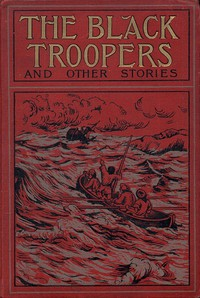 THE BLACK
TROOPERS
AND OTHER STORIES